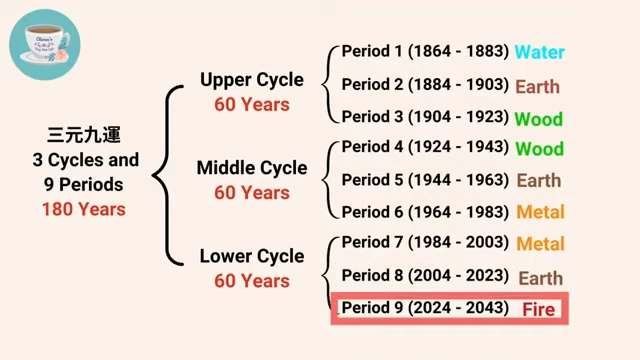 三元九運
3 Cycles and
9 Periods
180 Years
Upper Cycle
60 Years
Period 1 (1864 - 1883) Water
Period 2 (1884 - 1903) Earth
Period 3 (1904 - 1923) Wood
Middle Cycle
60 Years
Period 4 (1924 - 1943) Wood
Period 5 (1944 - 1963) Earth
Period 6 (1964 - 1983) Metal
Lower Cycle
60 Years
Period 7 (1984 - 2003) Metal
Period 8 (2004 - 2023) Earth
Period 9 (2024 - 2043) Fire